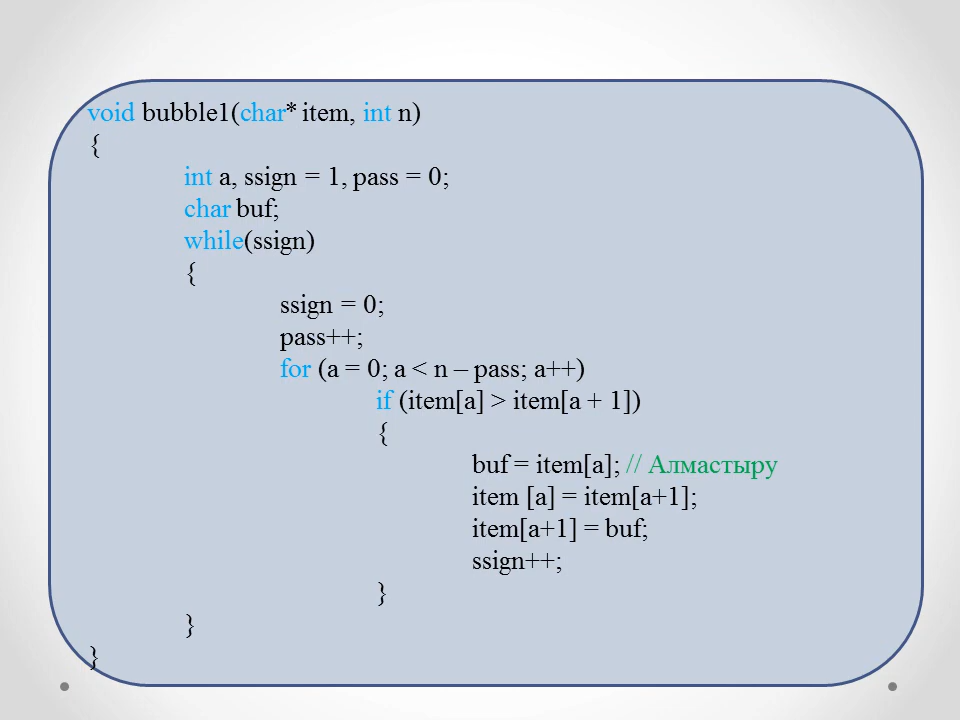 void bubble1(char* item, int n)
{
int a, ssign = 1, pass = 0;
char buf;
while(ssign)
{
ssign = 0;
pass++;
for (a = 0; a < n – pass; a++)
if (item[a] > item[a + 1])
{
buf = item[a]; // Алмастыру
item [a] = item[a+1];
item[a+1] = buf;
ssign++;
}
}
}